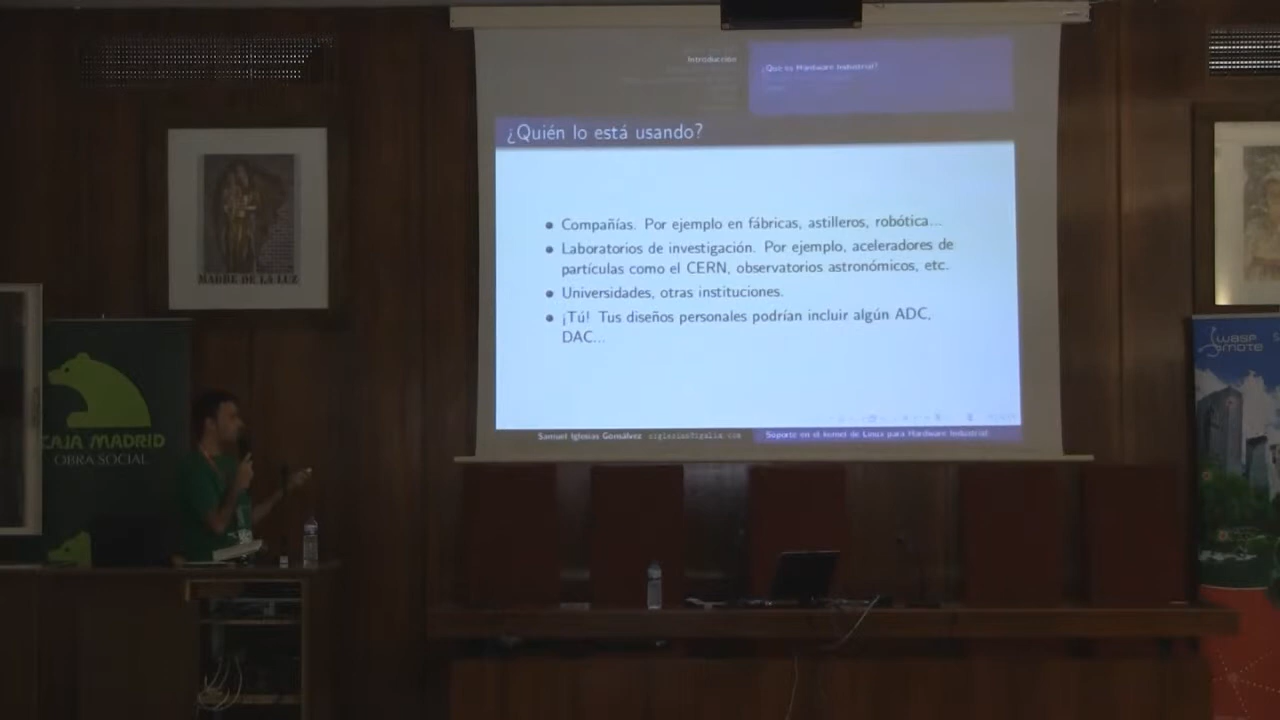 Introducción
¿Qué es Hardware Industrial?
¿Quién lo está usando?
Compañías. Por ejemplo en fábricas, astilleros, robótica...
Laboratorios de investigación. Por ejemplo, aceleradores de
partículas como el CERN, observatorios astronómicos, etc.
Universidades, otras instituciones.
¡Tú! Tus diseños personales podrían incluir algún ADC,
DAC...
Samuel Iglesias Gonsálvez siglesias@igalia.com
Soporte en el kernel de Linux para Hardware Industrial
MADRE DE LA LUZ
CAJA MADRID
OBRA SOCIAL
wasp
mote